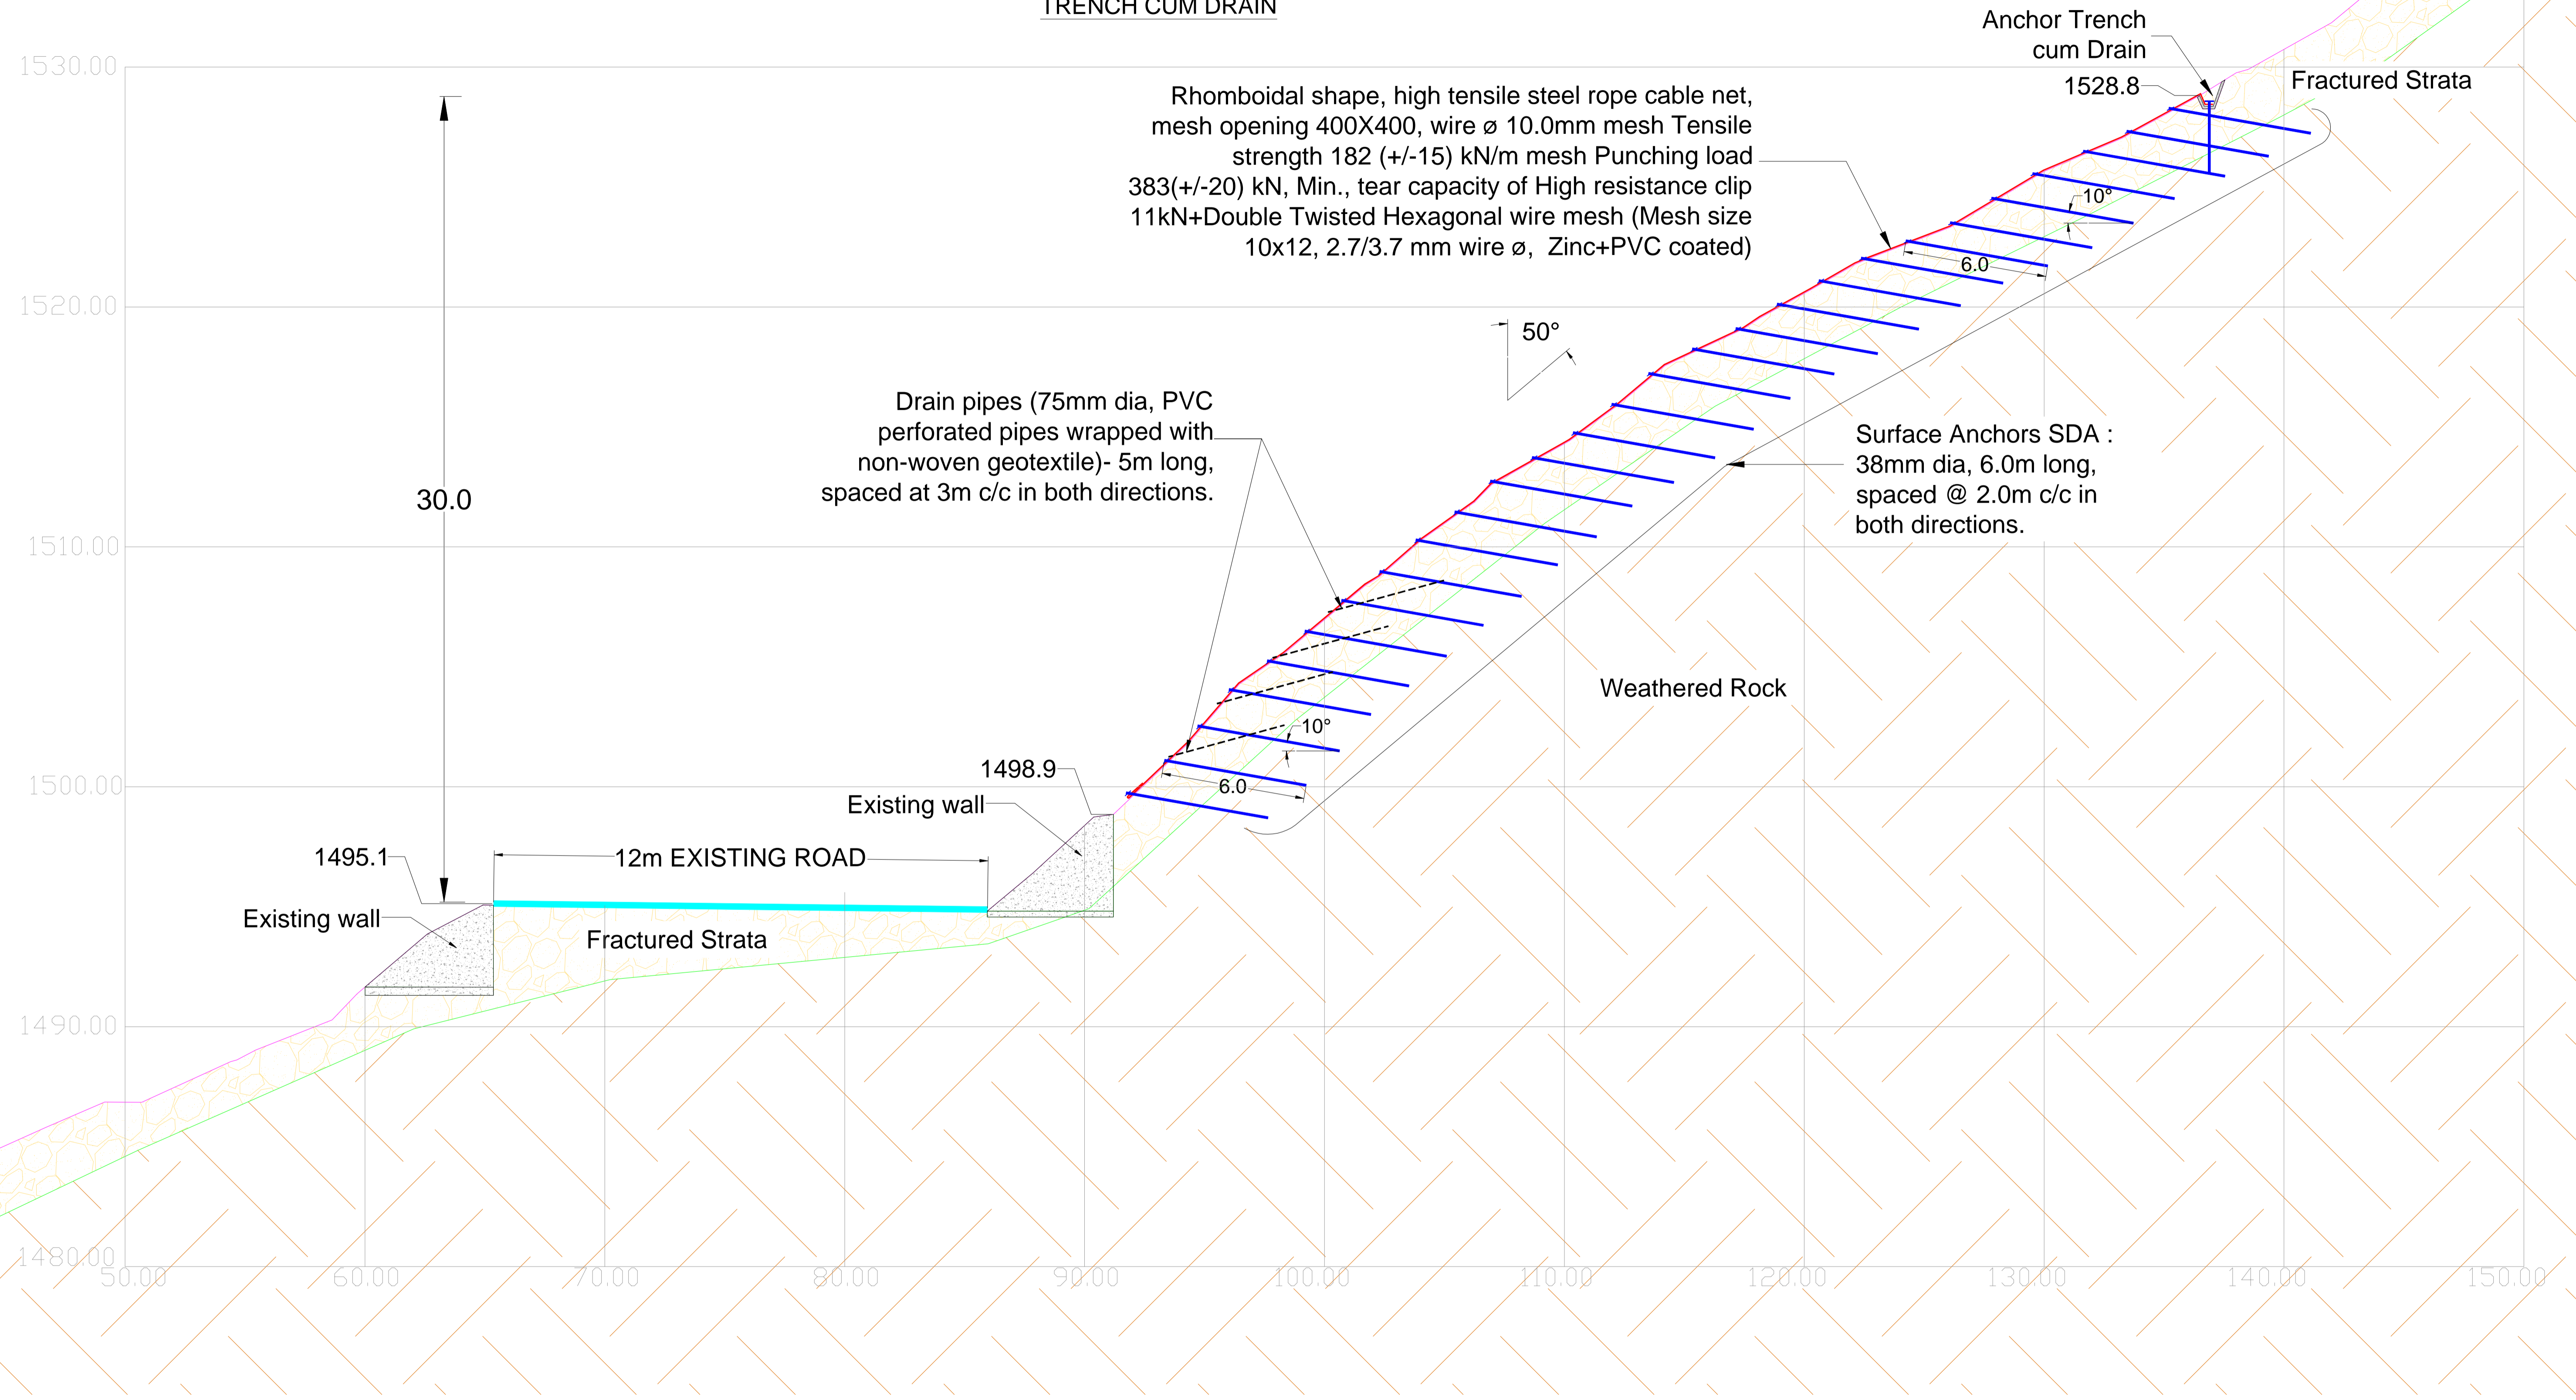 TRENCH CUM DRAIN
Anchor Trench
cum Drain
1528.8
Fractured Strata
1530.00
Rhomboidal shape, high tensile steel rope cable net,
mesh opening 400X400, wire ø 10.0mm mesh Tensile
strength 182 (+/-15) kN/m mesh Punching load
383(+/-20) kN, Min., tear capacity of High resistance clip
11kN+Double Twisted Hexagonal wire mesh (Mesh size
10x12, 2.7/3.7 mm wire ø, Zinc+PVC coated)
10°
6.0
1520.00
50°
Drain pipes (75mm dia, PVC
perforated pipes wrapped with
non-woven geotextile)- 5m long,
spaced at 3m c/c in both directions.
Surface Anchors SDA :
38mm dia, 6.0m long,
spaced @ 2.0m c/c in
both directions.
30.0
1510.00
Weathered Rock
10°
6.0
1498.9
1500.00
Existing wall
1495.1
12m EXISTING ROAD
Existing wall
Fractured Strata
1490.00
1480.00
50.00
60.00
70.00
80.00
90.00
100.00
110.00
120.00
130.00
140.00
150.00